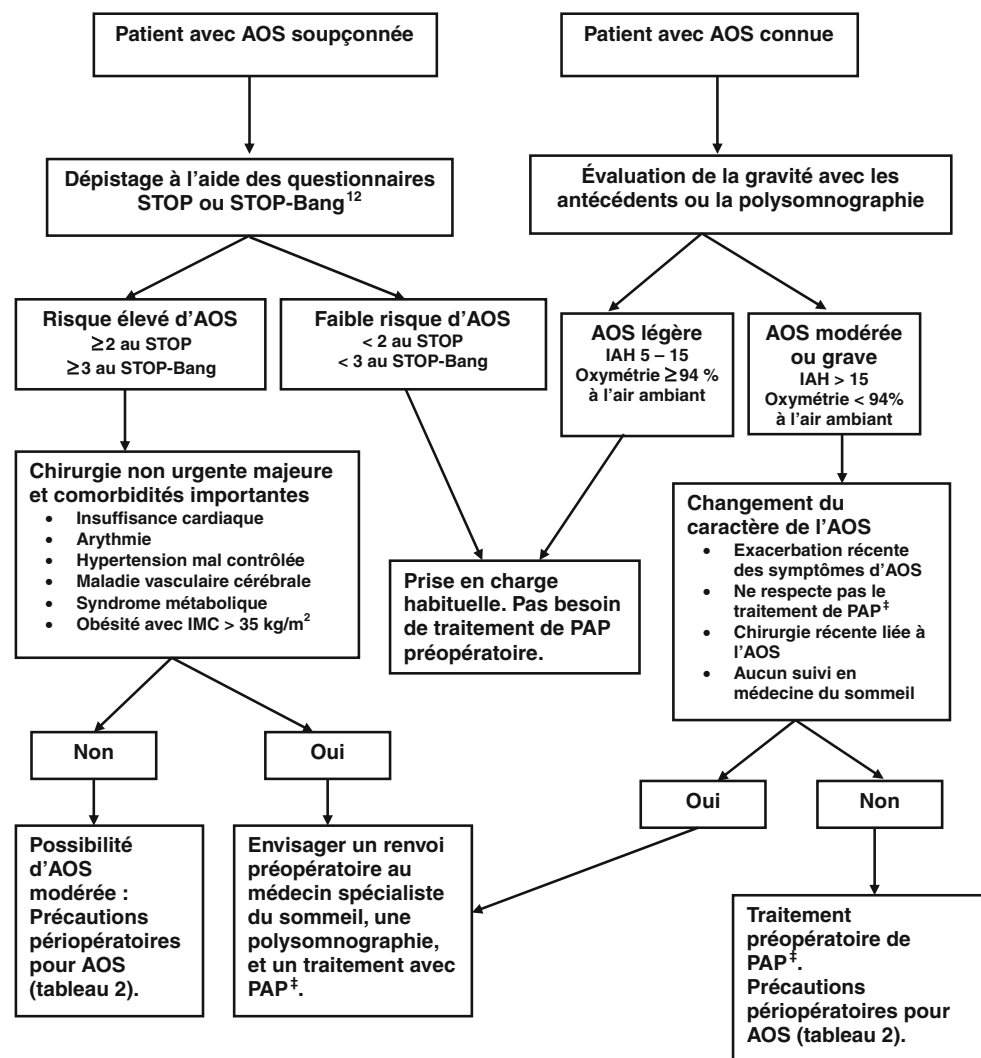 Patient avec AOS soupçonnée
Patient avec AOS connue
Dépistage à l'aide des questionnaires
STOP ou STOP-Bang¹²
Évaluation de la gravité avec les
antécédents ou la polysomnographie
Risque élevé d'AOS
≥2 au STOP
≥3 au STOP-Bang
Faible risque d'AOS
< 2 au STOP
< 3 au STOP-Bang
AOS légère
IAH 5 – 15
Oxymétrie ≥94 %
à l'air ambiant
AOS modérée
ou grave
IAH > 15
Oxymétrie < 94%
à l'air ambiant
Chirurgie non urgente majeure
et comorbidités importantes
• Insuffisance cardiaque
• Arythmie
• Hypertension mal contrôlée
• Maladie vasculaire cérébrale
• Syndrome métabolique
• Obésité avec IMC > 35 kg/m²
Prise en charge
habituelle. Pas besoin
de traitement de PAP
préopératoire.
Changement du
caractère de l'AOS
• Exacerbation récente
des symptômes d'AOS
• Ne respecte pas le
traitement de PAP‡
• Chirurgie récente liée à
l'AOS
• Aucun suivi en
médecine du sommeil
Non
Oui
Oui
Non
Possibilité
d'AOS
modérée :
Précautions
périopératoires
pour AOS
(tableau 2).
Envisager un renvoi
préopératoire au
médecin spécialiste
du sommeil, une
polysomnographie,
et un traitement avec
PAP‡.
Traitement
préopératoire de
PAP‡.
Précautions
périopératoires pour
AOS (tableau 2).